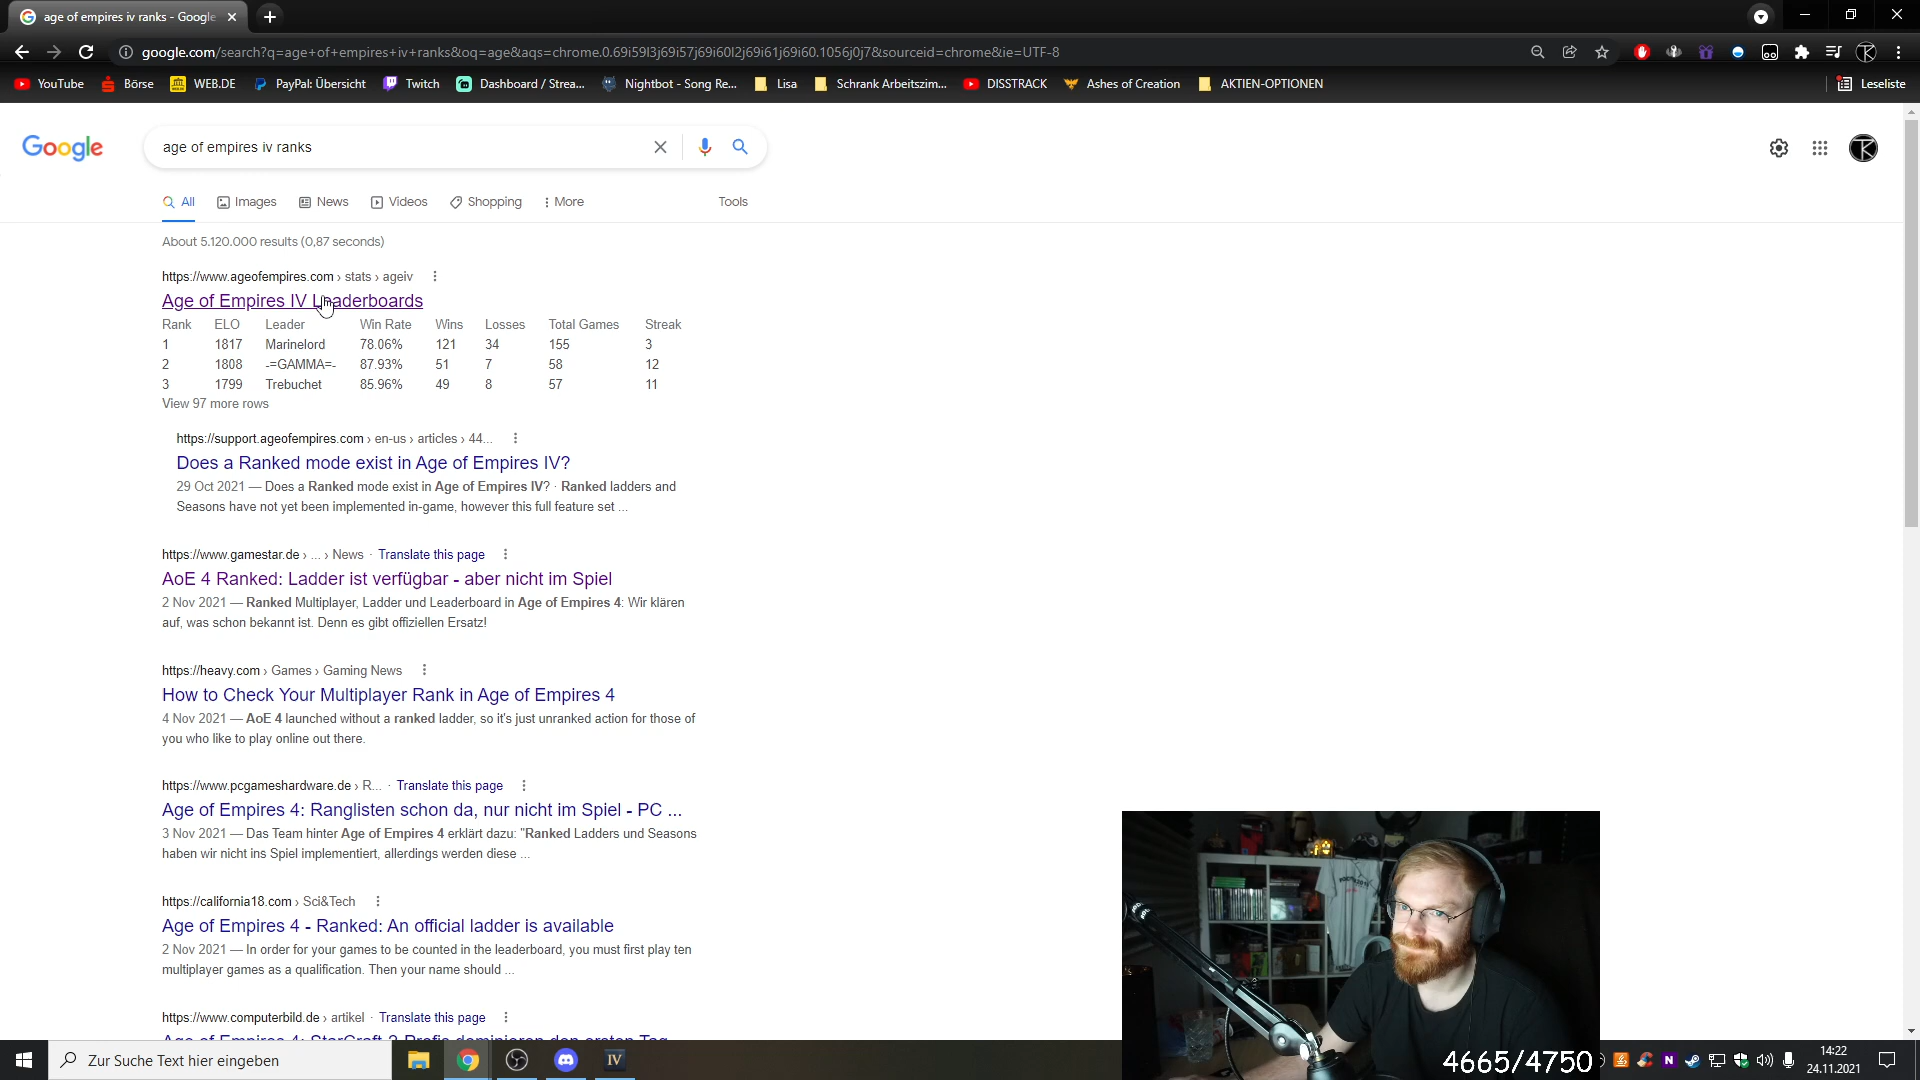 age of empires iv ranks - Google
google.com/search?q=age+of+empires+iv+ranks&oq=age&aqs=chrome.0.69i59l3j69i57j69i60l2j69i61j69i60.1056j0j7&sourceid=chrome&ie=UTF-8
YouTube Börse WEB.DE PayPal: Übersicht Twitch Dashboard / Strea... Nightbot - Song Re... Lisa Schrank Arbeitszim... DISSTRACK Ashes of Creation AKTIEN-OPTIONEN Leseliste
Google age of empires iv ranks
All Images News Videos Shopping More Tools
About 5.120.000 results (0,87 seconds)
https://www.ageofempires.com › stats › ageiv
Age of Empires IV Leaderboards
Rank ELO Leader Win Rate Wins Losses Total Games Streak
1 1817 Marinelord 78.06% 121 34 155 3
2 1808 -=GAMMA=- 87.93% 51 7 58 12
3 1799 Trebuchet 85.96% 49 8 57 11
View 97 more rows
https://support.ageofempires.com › en-us › articles › 44...
Does a Ranked mode exist in Age of Empires IV?
29 Oct 2021 — Does a Ranked mode exist in Age of Empires IV? · Ranked ladders and
Seasons have not yet been implemented in-game, however this full feature set ...
https://www.gamestar.de › ... › News · Translate this page
AoE 4 Ranked: Ladder ist verfügbar - aber nicht im Spiel
2 Nov 2021 — Ranked Multiplayer, Ladder und Leaderboard in Age of Empires 4: Wir klären
auf, was schon bekannt ist. Denn es gibt offiziellen Ersatz!
https://heavy.com › Games › Gaming News
How to Check Your Multiplayer Rank in Age of Empires 4
4 Nov 2021 — AoE 4 launched without a ranked ladder, so it's just unranked action for those of
you who like to play online out there.
https://www.pcgameshardware.de › R... · Translate this page
Age of Empires 4: Ranglisten schon da, nur nicht im Spiel - PC ...
3 Nov 2021 — Das Team hinter Age of Empires 4 erklärt dazu: "Ranked Ladders und Seasons
haben wir nicht ins Spiel implementiert, allerdings werden diese ...
https://california18.com › Sci&Tech
Age of Empires 4 - Ranked: An official ladder is available
2 Nov 2021 — In order for your games to be counted in the leaderboard, you must first play ten
multiplayer games as a qualification. Then your name should ...
https://www.computerbild.de › artikel · Translate this page
Age of Empires 4: StarCraft-2-Profis dominieren den ersten Tag
4665/4750
Zur Suche Text hier eingeben IV 14:22
24.11.2021